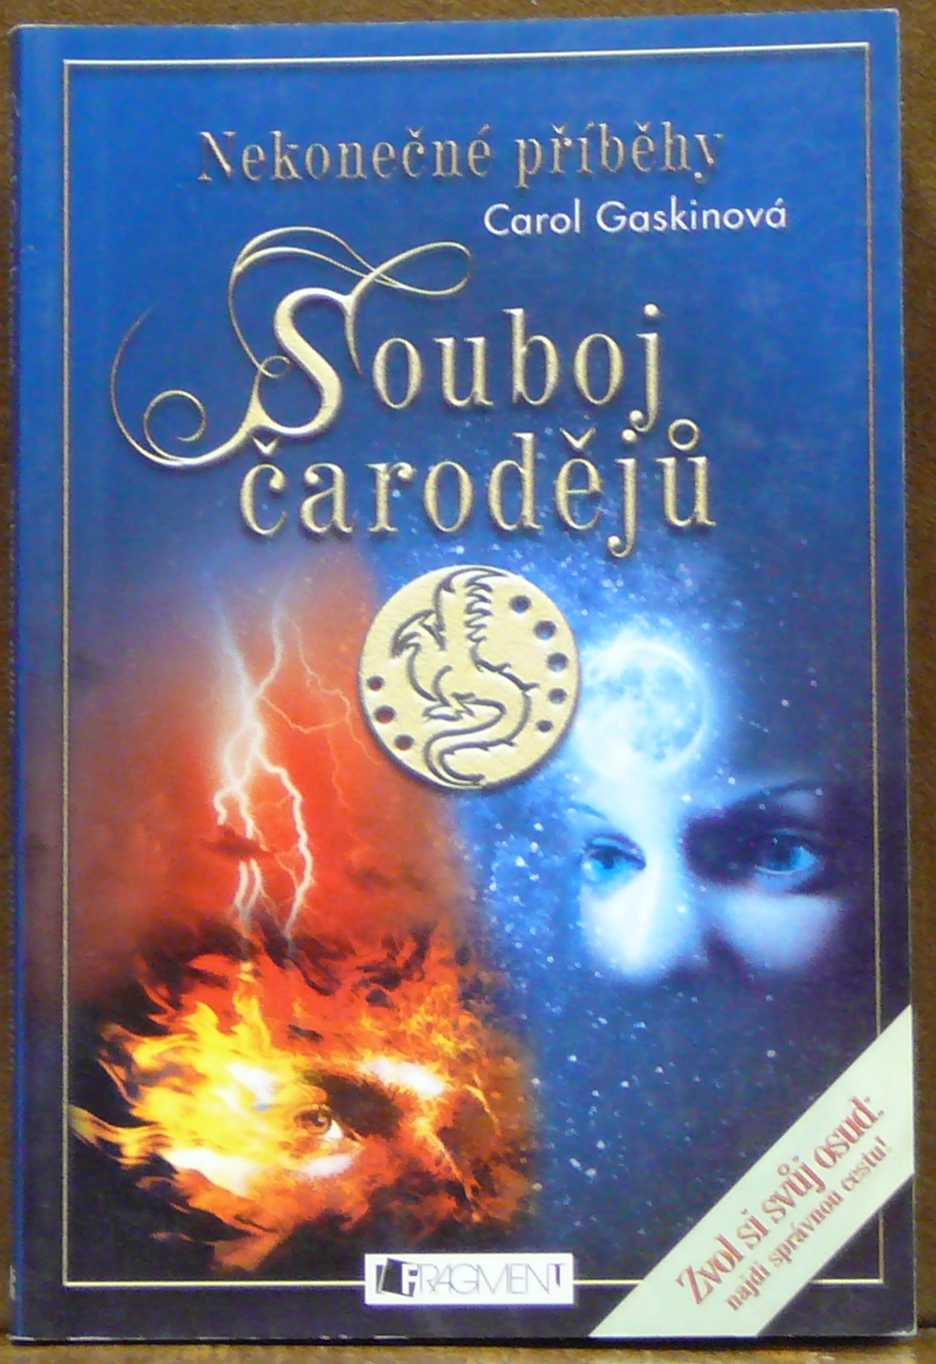 Nekonečné příběhy
Carol Gaskinová
Souboj
čarodějů
Zvol si svůj osud:
najdi správnou cestu!
FRAGMENT